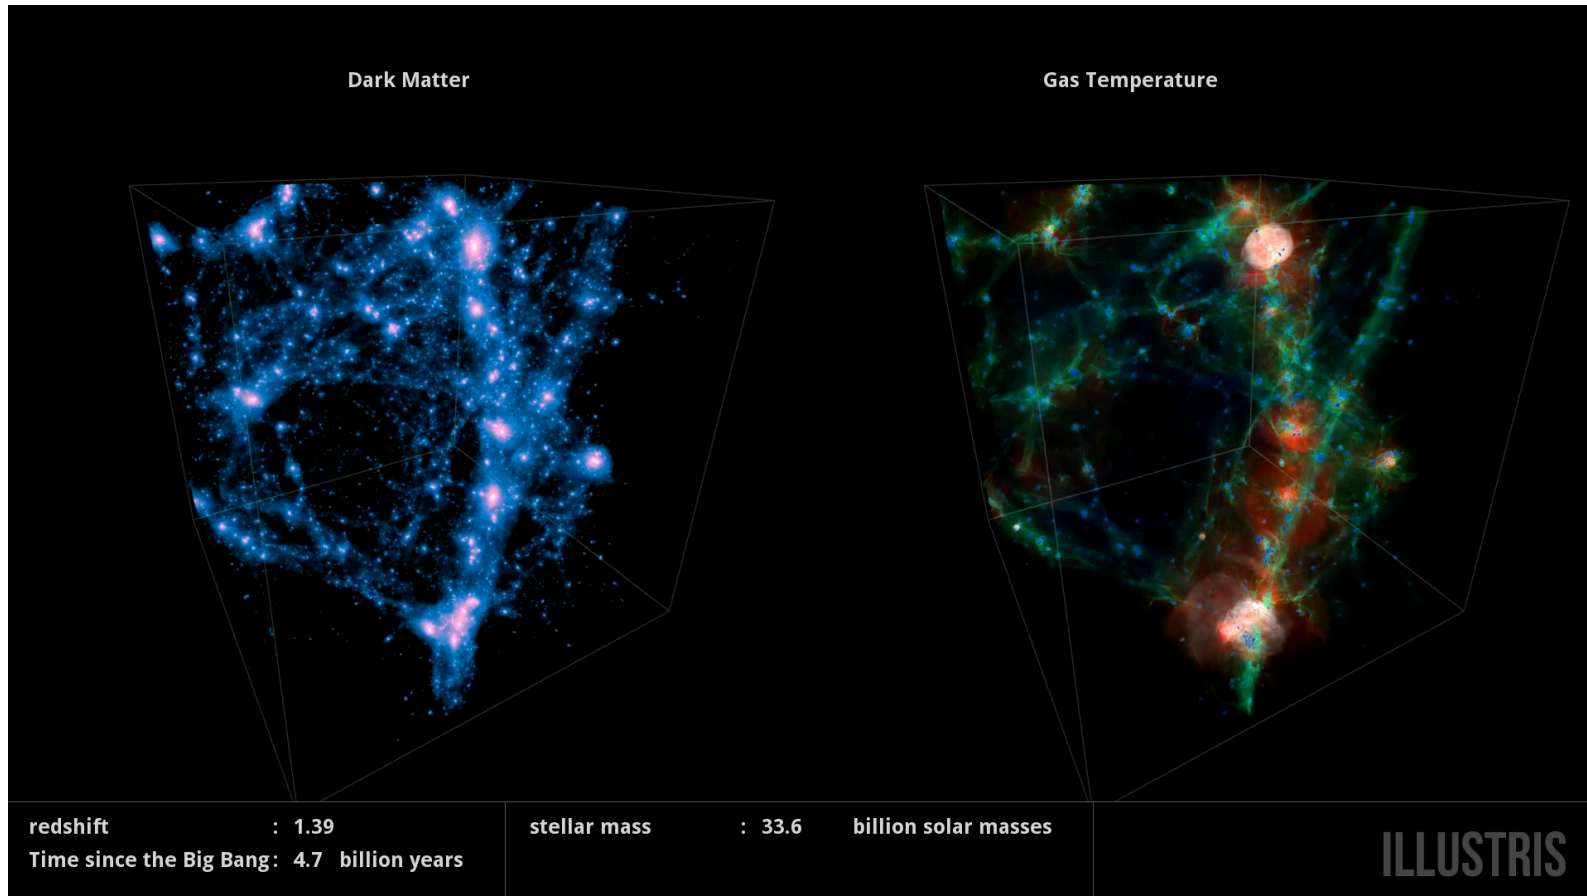 Dark Matter
Gas Temperature
redshift : 1.39
Time since the Big Bang : 4.7 billion years
stellar mass : 33.6 billion solar masses
ILLUSTRIS